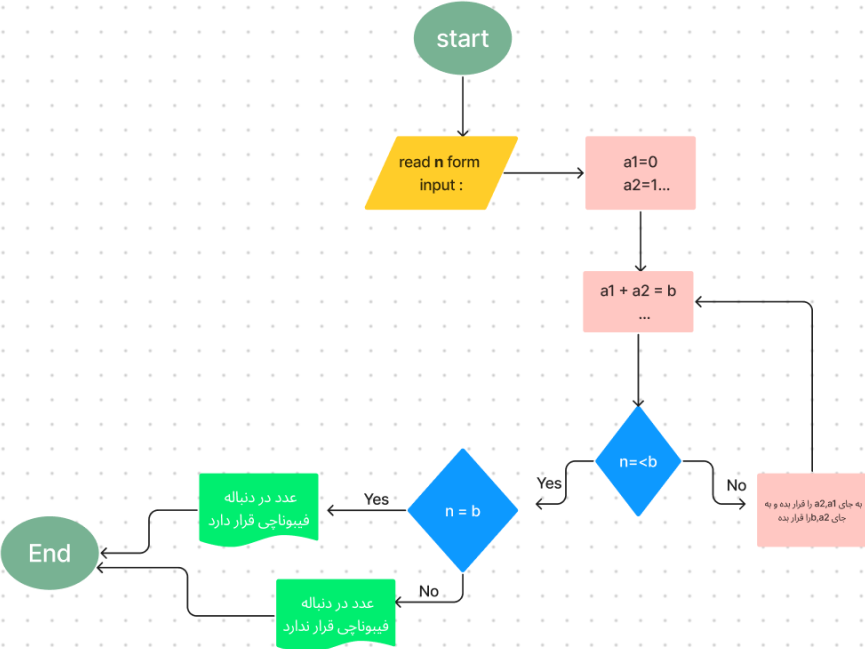 start
read n form
input :
a1=0
a2=1...
a1 + a2 = b
...
n=<b
Yes
No
به جای a2,a1 را قرار بده و به
جای b,a2را قرار بده
n = b
Yes
عدد در دنباله
فیبوناچی قرار دارد
No
عدد در دنباله
فیبوناچی قرار ندارد
End